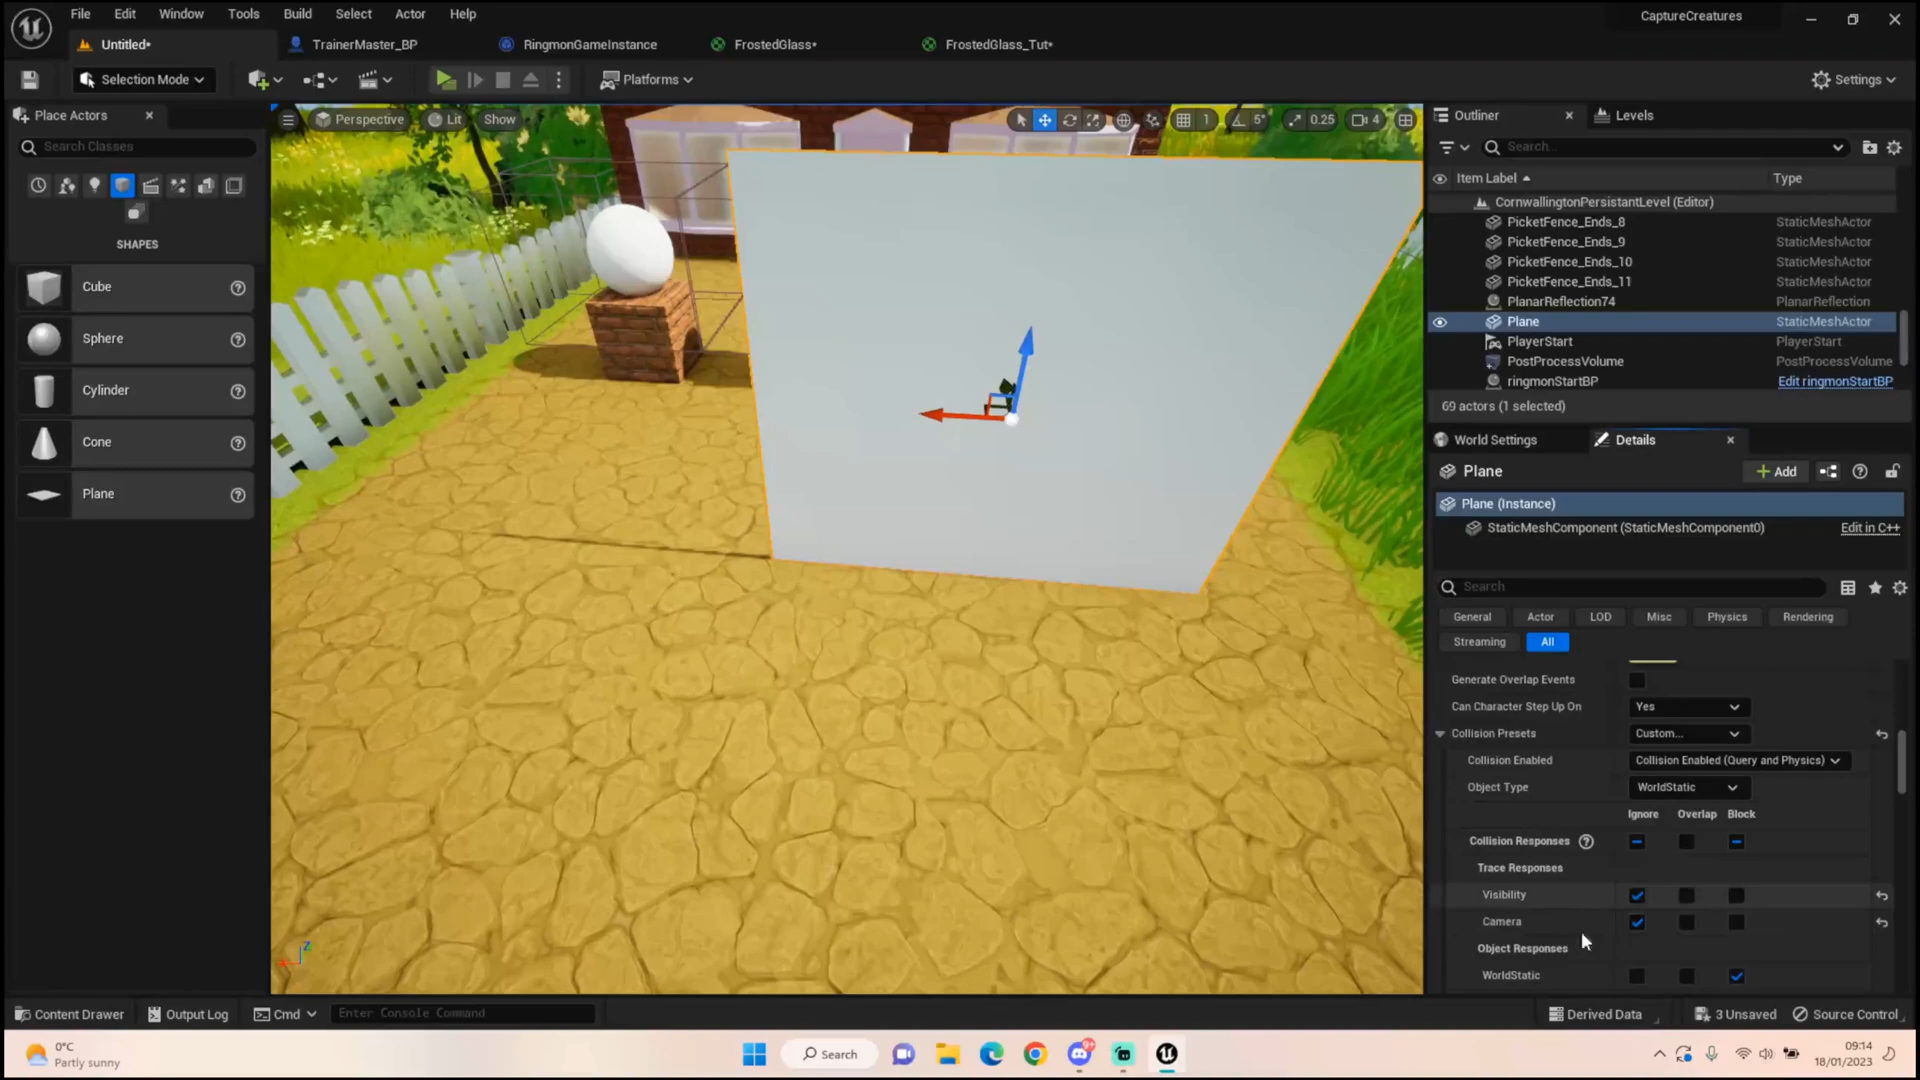 File Edit Window Tools Build Select Actor Help
CaptureCreatures
Untitled* TrainerMaster_BP RingmonGameInstance FrostedGlass* FrostedGlass_Tut*
Selection Mode Platforms Settings
Place Actors
Search Classes
SHAPES
Cube
Sphere
Cylinder
Cone
Plane
Perspective Lit Show
1 5° 0.25 4
Outliner Levels
Search...
Item Label Type
CornwallingtonPersistantLevel (Editor)
PicketFence_Ends_8 StaticMeshActor
PicketFence_Ends_9 StaticMeshActor
PicketFence_Ends_10 StaticMeshActor
PicketFence_Ends_11 StaticMeshActor
PlanarReflection74 PlanarReflection
Plane StaticMeshActor
PlayerStart PlayerStart
PostProcessVolume PostProcessVolume
ringmonStartBP Edit ringmonStartBP
69 actors (1 selected)
World Settings Details
Plane Add
Plane (Instance)
StaticMeshComponent (StaticMeshComponent0) Edit in C++
Search
General Actor LOD Misc Physics Rendering
Streaming All
Generate Overlap Events
Can Character Step Up On Yes
Collision Presets Custom...
Collision Enabled Collision Enabled (Query and Physics)
Object Type WorldStatic
Ignore Overlap Block
Collision Responses
Trace Responses
Visibility
Camera
Object Responses
WorldStatic
Z
Content Drawer Output Log Cmd Enter Console Command Derived Data 3 Unsaved Source Control
0°C
Partly sunny
Search
9+
09:14
18/01/2023